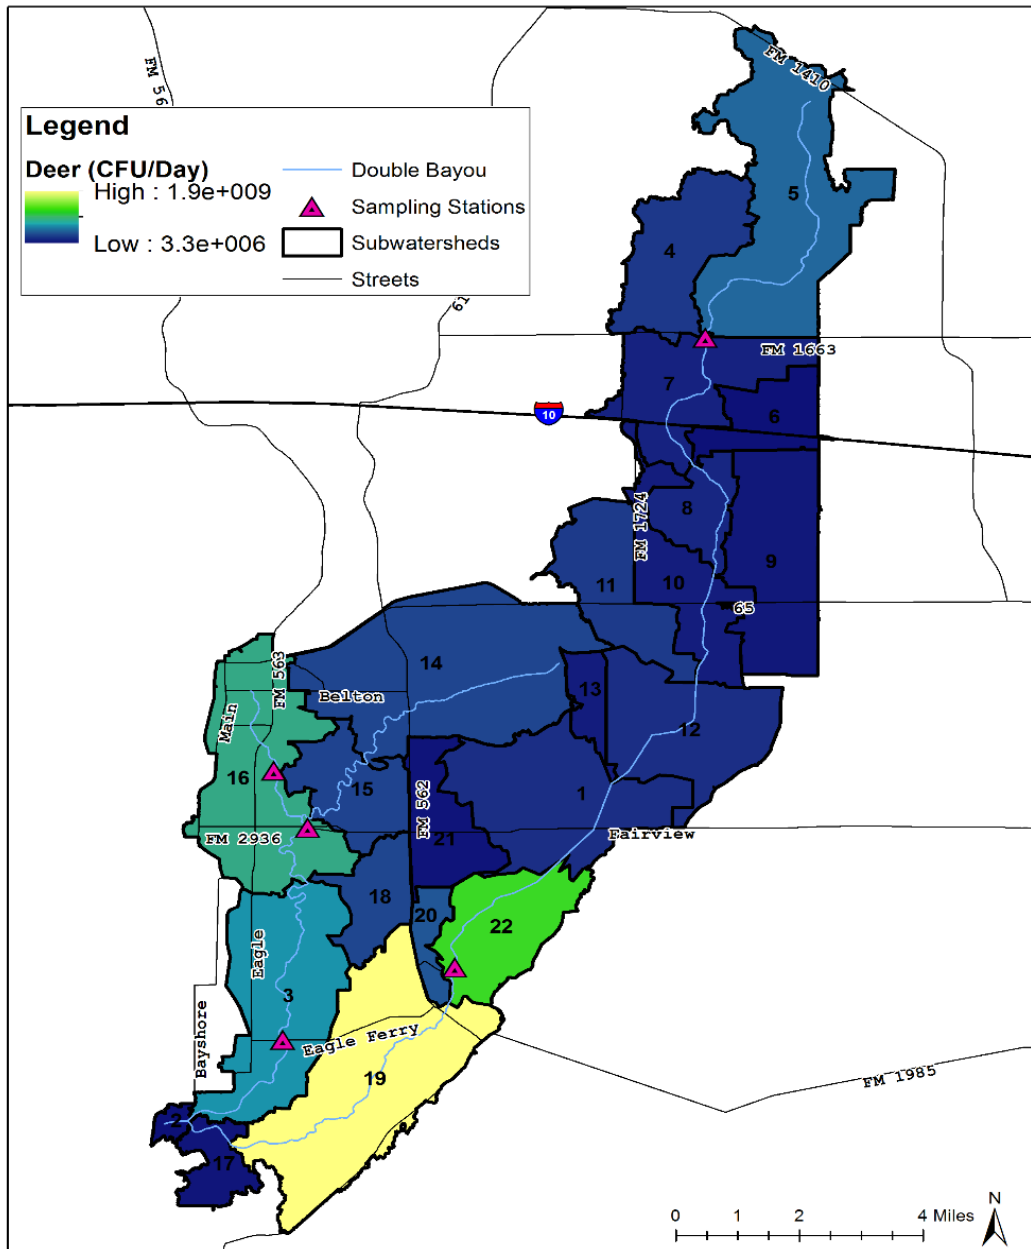 FM 1410
FM 56
Legend
Deer (CFU/Day)
High : 1.9e+009
Low : 3.3e+006
Double Bayou
Sampling Stations
Subwatersheds
Streets
61
5
4
FM 1663
7
6
10
8
FM 1724
9
11
10
65
14
FM 563
Belton
13
Main
12
16
15
FM 562
1
FM 2936
21
Fairview
18
20
22
Eagle
3
Bayshore
Eagle Ferry
19
FM 1985
2
17
N
0 1 2 4 Miles